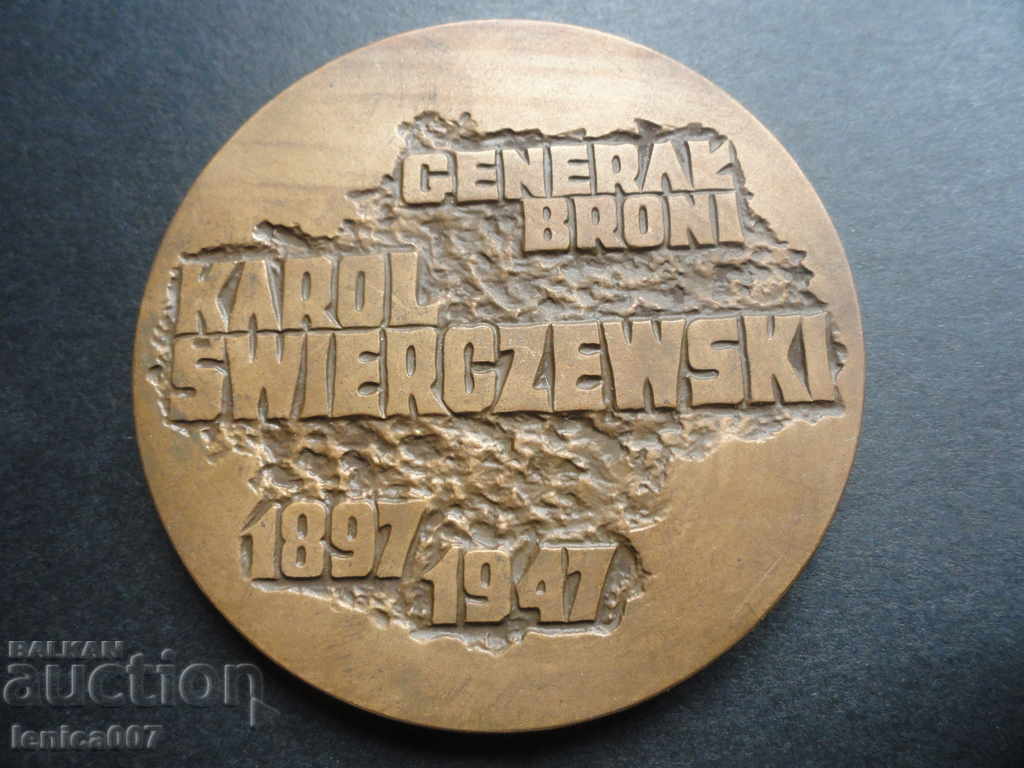 GENERAŁ
BRONI
KAROL
ŚWIERCZEWSKI
1897
1947
BALKAN
auction
lenica007